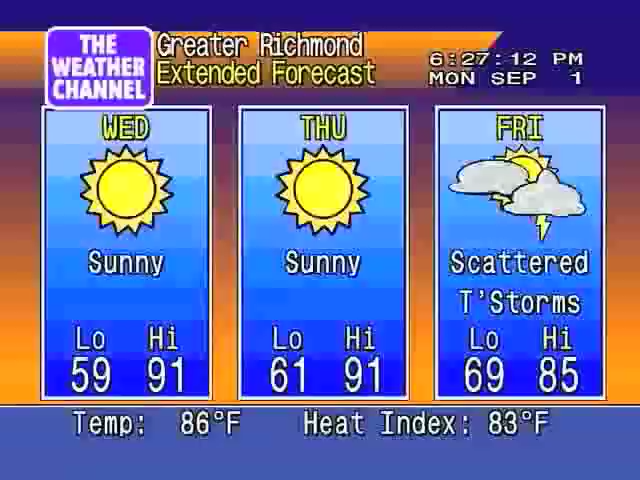 THE
WEATHER
CHANNEL
Greater Richmond
Extended Forecast
6:27:12 PM
MON SEP 1
WED
Sunny
Lo Hi
59 91
THU
Sunny
Lo Hi
61 91
FRI
Scattered
T'Storms
Lo Hi
69 85
Temp: 86°F Heat Index: 83°F